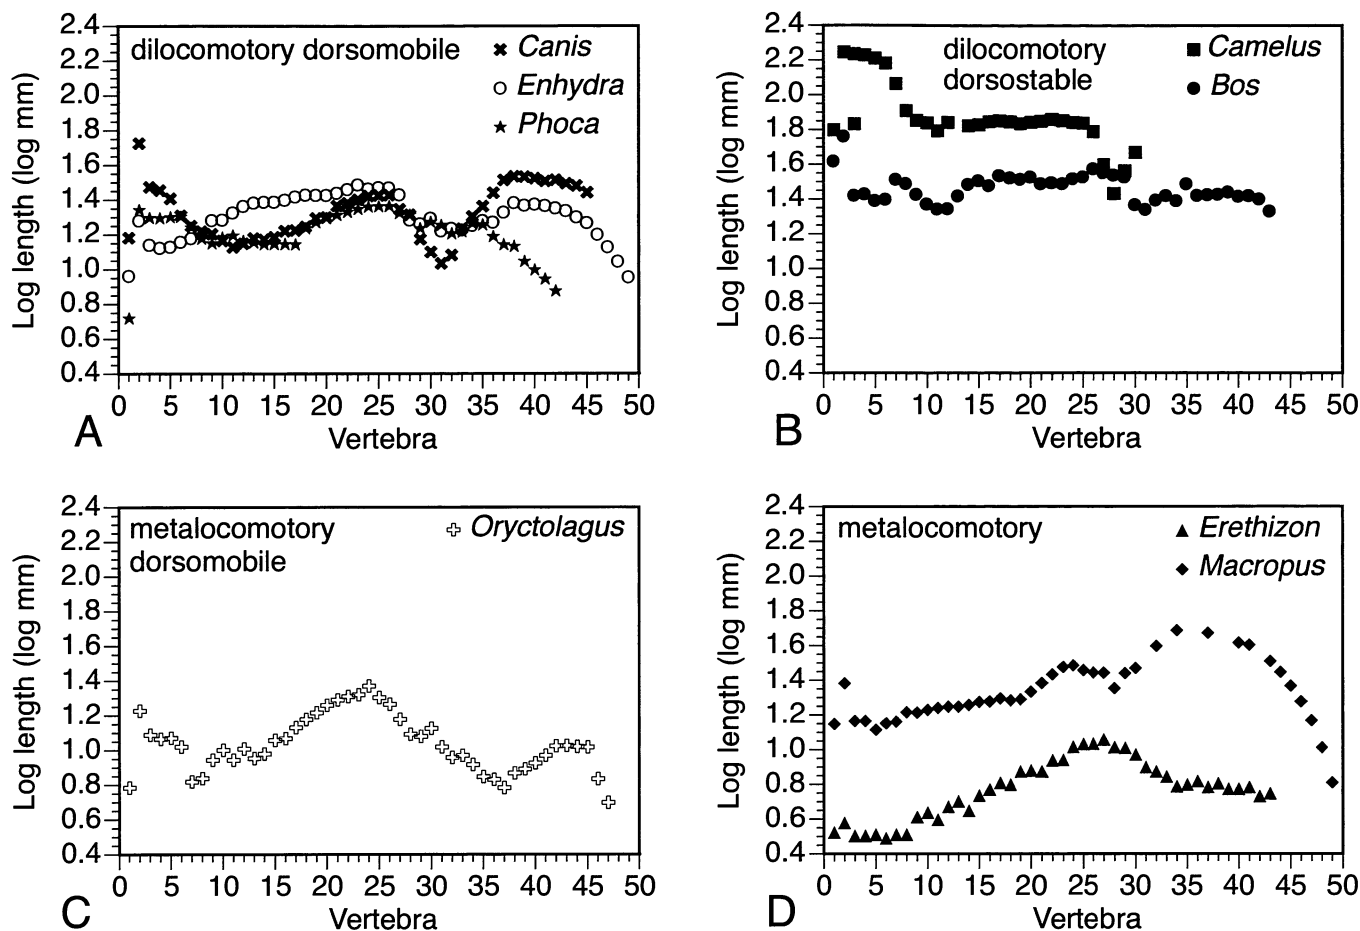 dilocomotory dorsomobile
Canis
Enhydra
Phoca
Log length (log mm)
2.4
2.2
2.0
1.8
1.6
1.4
1.2
1.0
0.8
0.6
0.4
0 5 10 15 20 25 30 35 40 45 50
Vertebra
A
dilocomotory
dorsostable
Camelus
Bos
Log length (log mm)
2.4
2.2
2.0
1.8
1.6
1.4
1.2
1.0
0.8
0.6
0.4
0 5 10 15 20 25 30 35 40 45 50
Vertebra
B
metalocomotory
dorsomobile
Oryctolagus
Log length (log mm)
2.4
2.2
2.0
1.8
1.6
1.4
1.2
1.0
0.8
0.6
0.4
0 5 10 15 20 25 30 35 40 45 50
Vertebra
C
metalocomotory
Erethizon
Macropus
Log length (log mm)
2.4
2.2
2.0
1.8
1.6
1.4
1.2
1.0
0.8
0.6
0.4
0 5 10 15 20 25 30 35 40 45 50
Vertebra
D